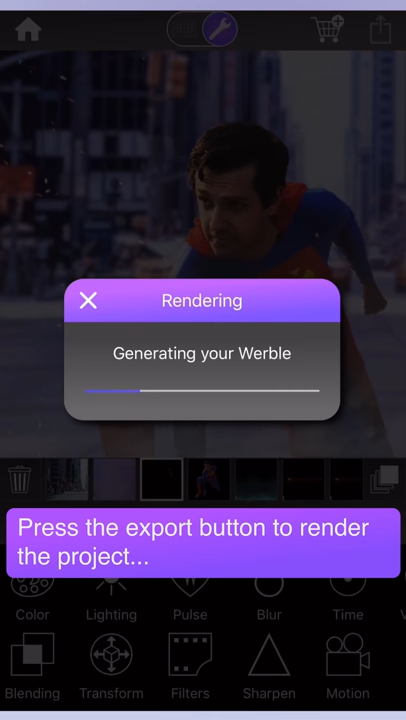 Rendering
Generating your Werble
Press the export button to render
the project...
Color Lighting Pulse Blur Time
Blending Transform Filters Sharpen Motion